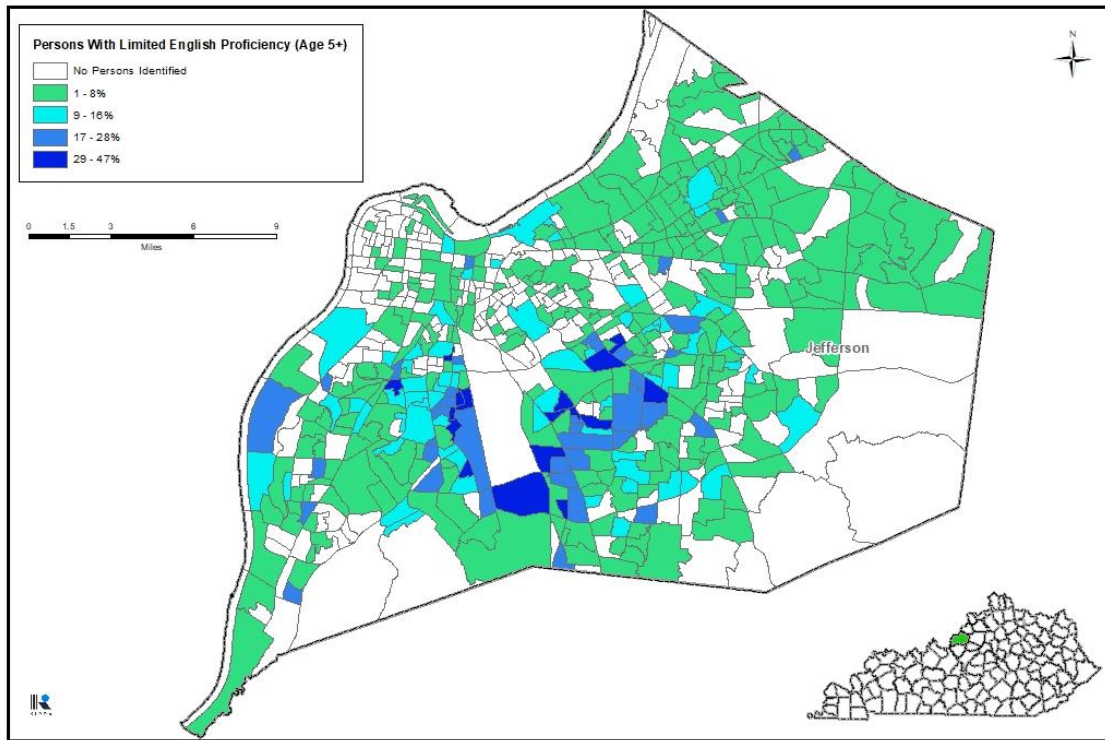 Persons With Limited English Proficiency (Age 5+)
No Persons Identified
1 - 8%
9 - 16%
17 - 28%
29 - 47%
N
0 1.5 3 6 9
Miles
Jefferson